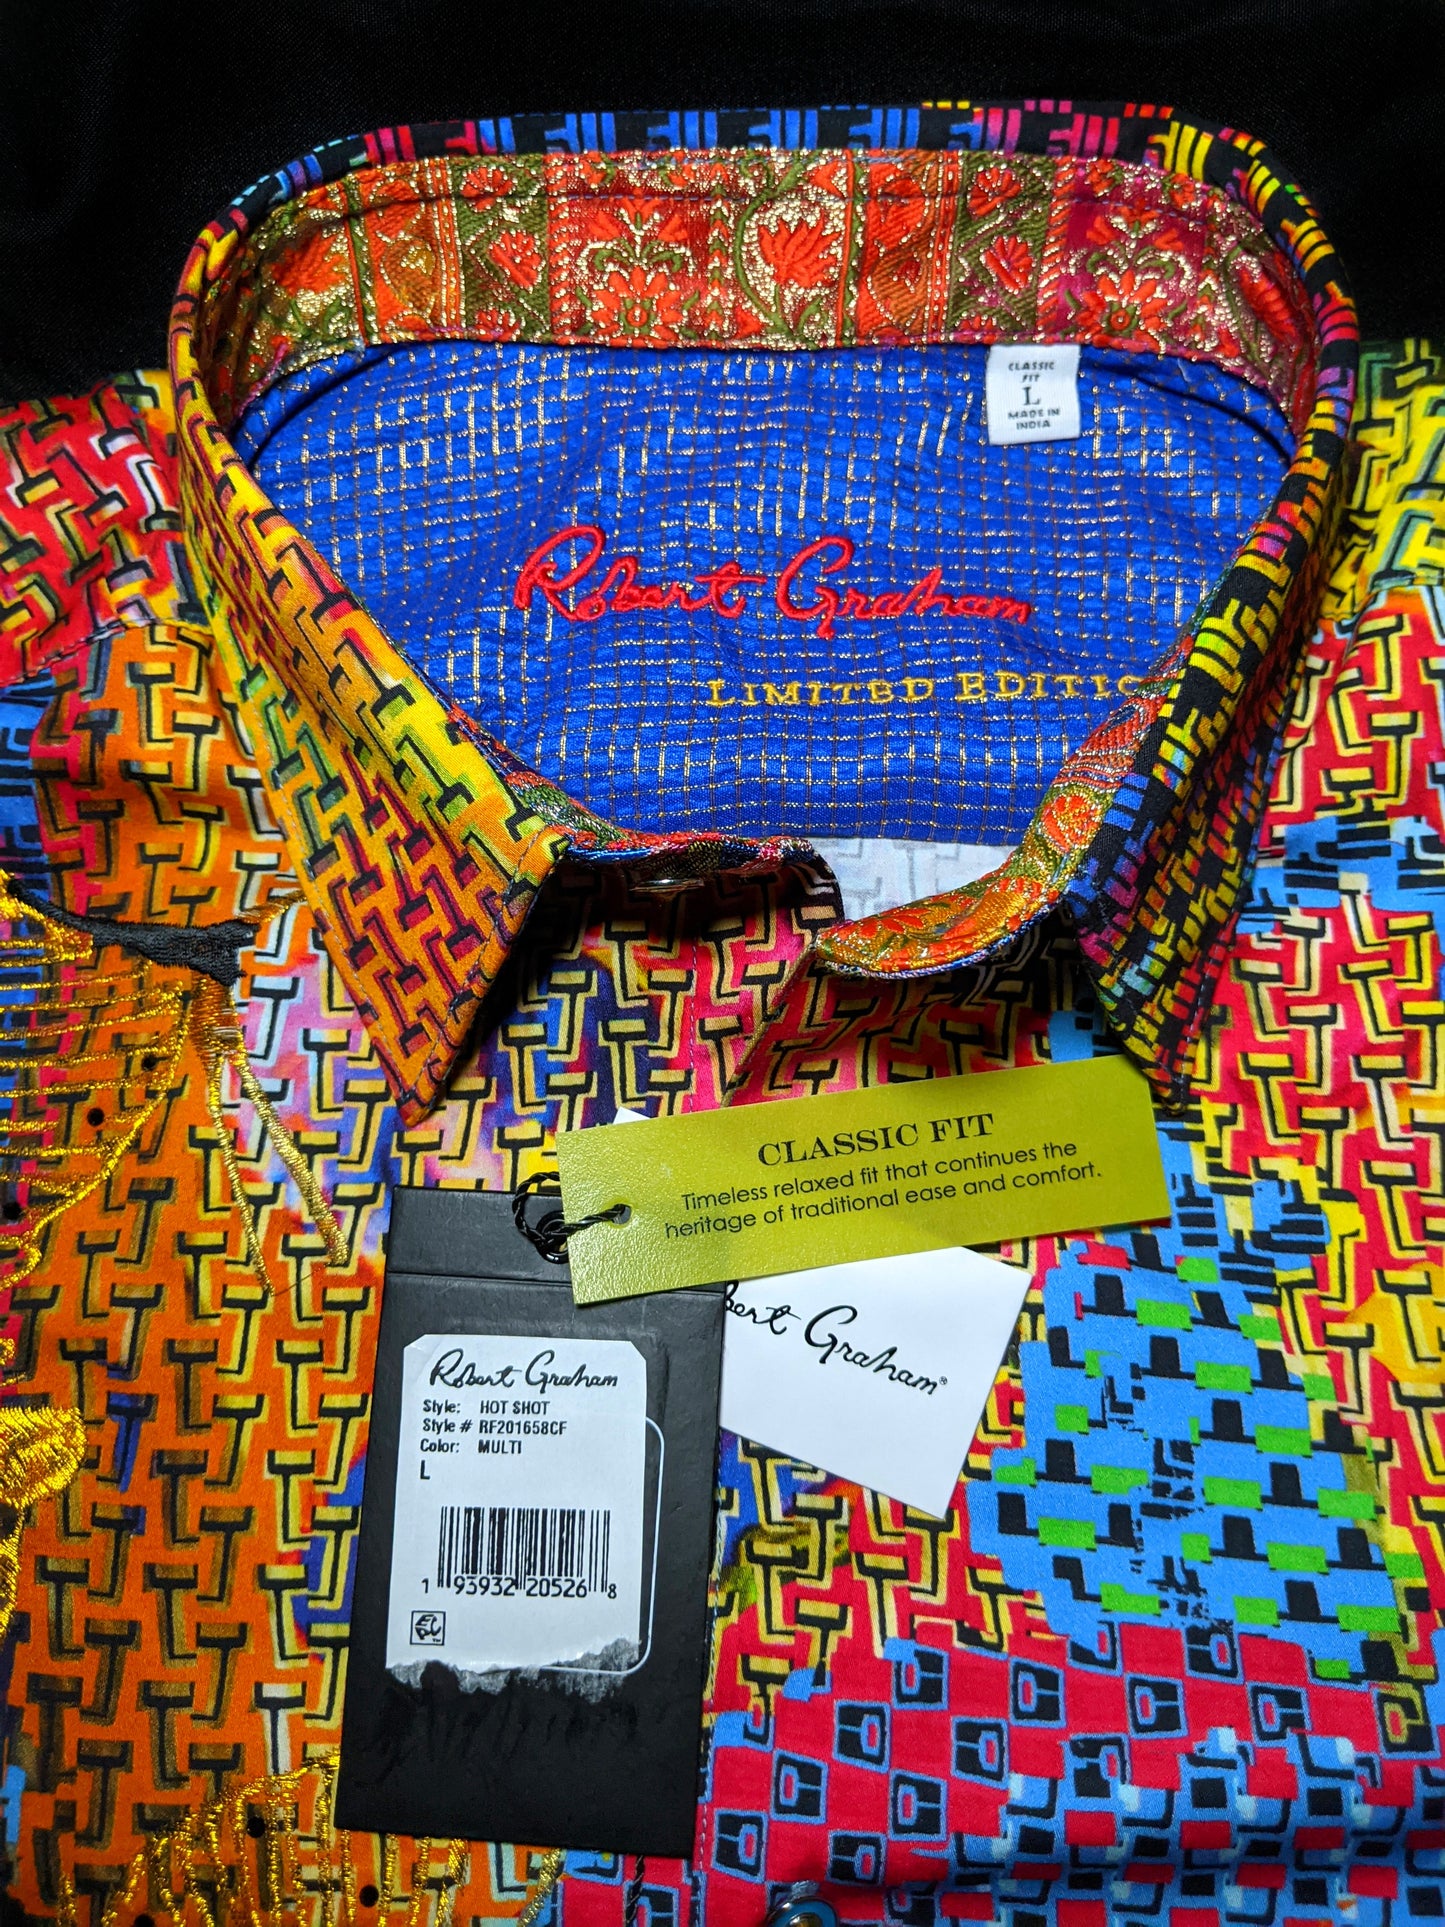 CLASSIC
FIT
L
MADE IN
INDIA
Robert Graham
LIMITED EDITIO
CLASSIC FIT
Timeless relaxed fit that continues the
heritage of traditional ease and comfort.
bert Graham®
Robert Graham
Style: HOT SHOT
Style # RF201658CF
Color: MULTI
L
1 93932 20526 8